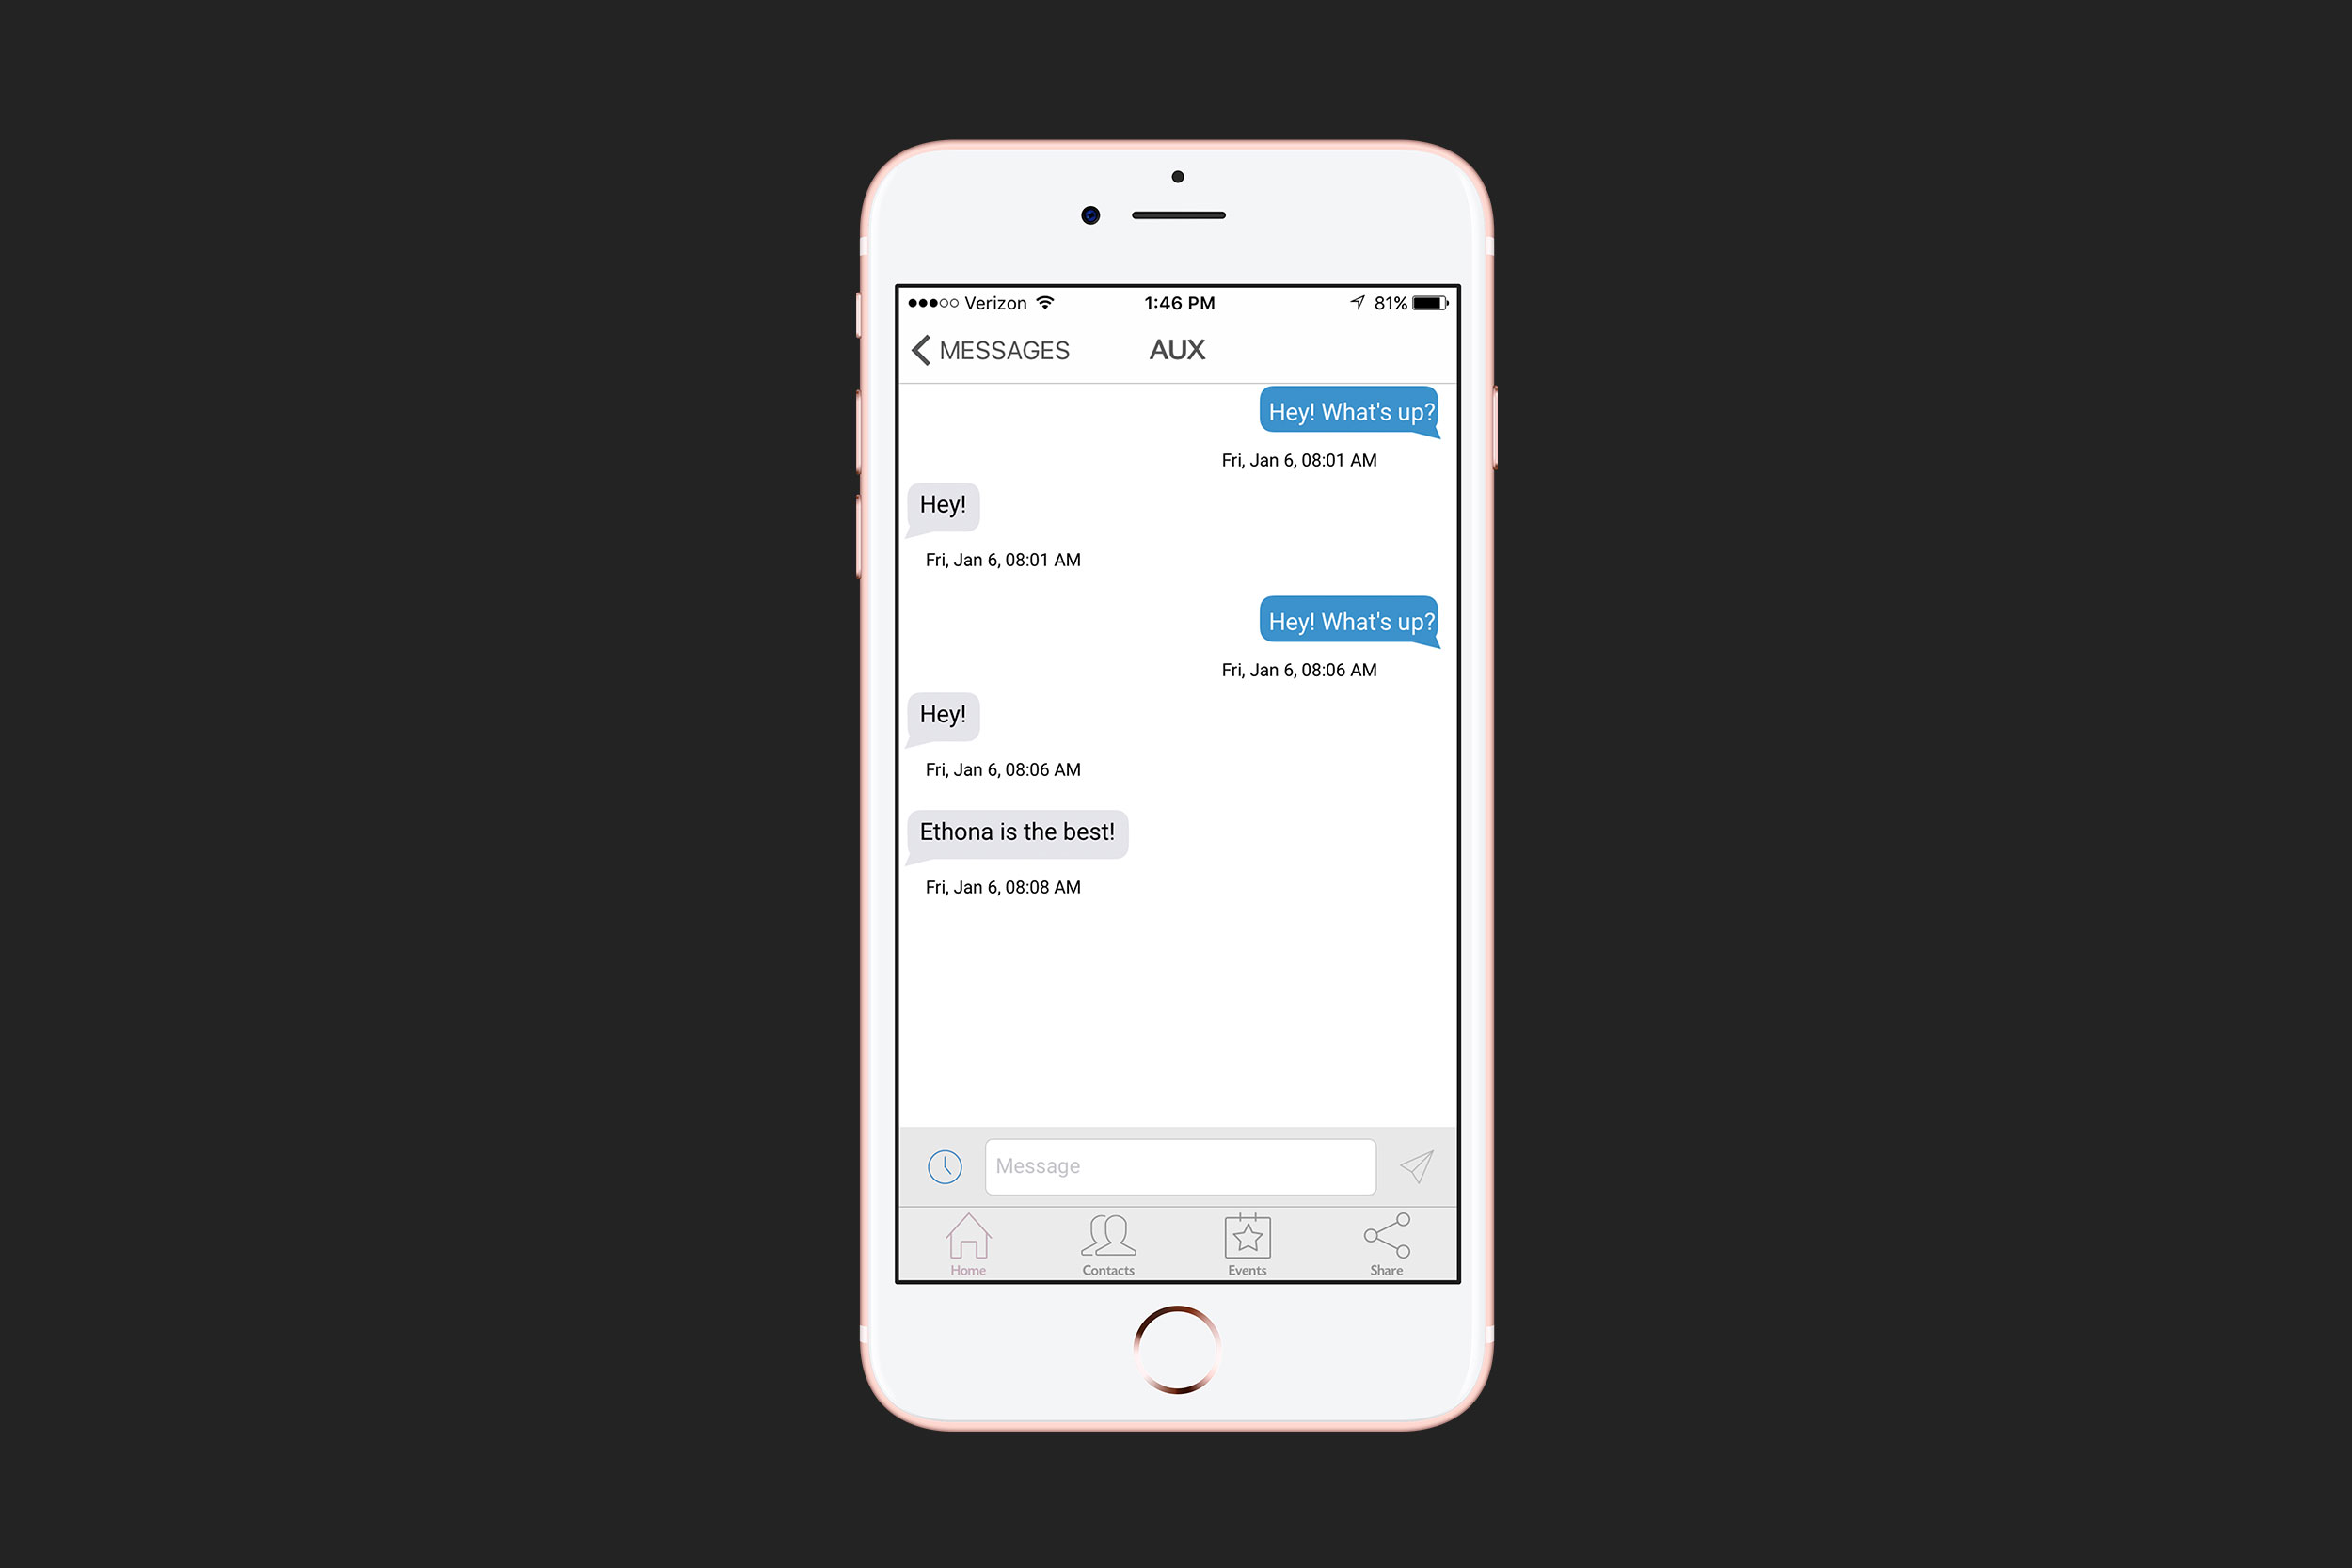 Verizon 1:46 PM 81%
MESSAGES AUX
Hey! What's up?
Fri, Jan 6, 08:01 AM
Hey!
Fri, Jan 6, 08:01 AM
Hey! What's up?
Fri, Jan 6, 08:06 AM
Hey!
Fri, Jan 6, 08:06 AM
Ethona is the best!
Fri, Jan 6, 08:08 AM
Message
Home Contacts Events Share